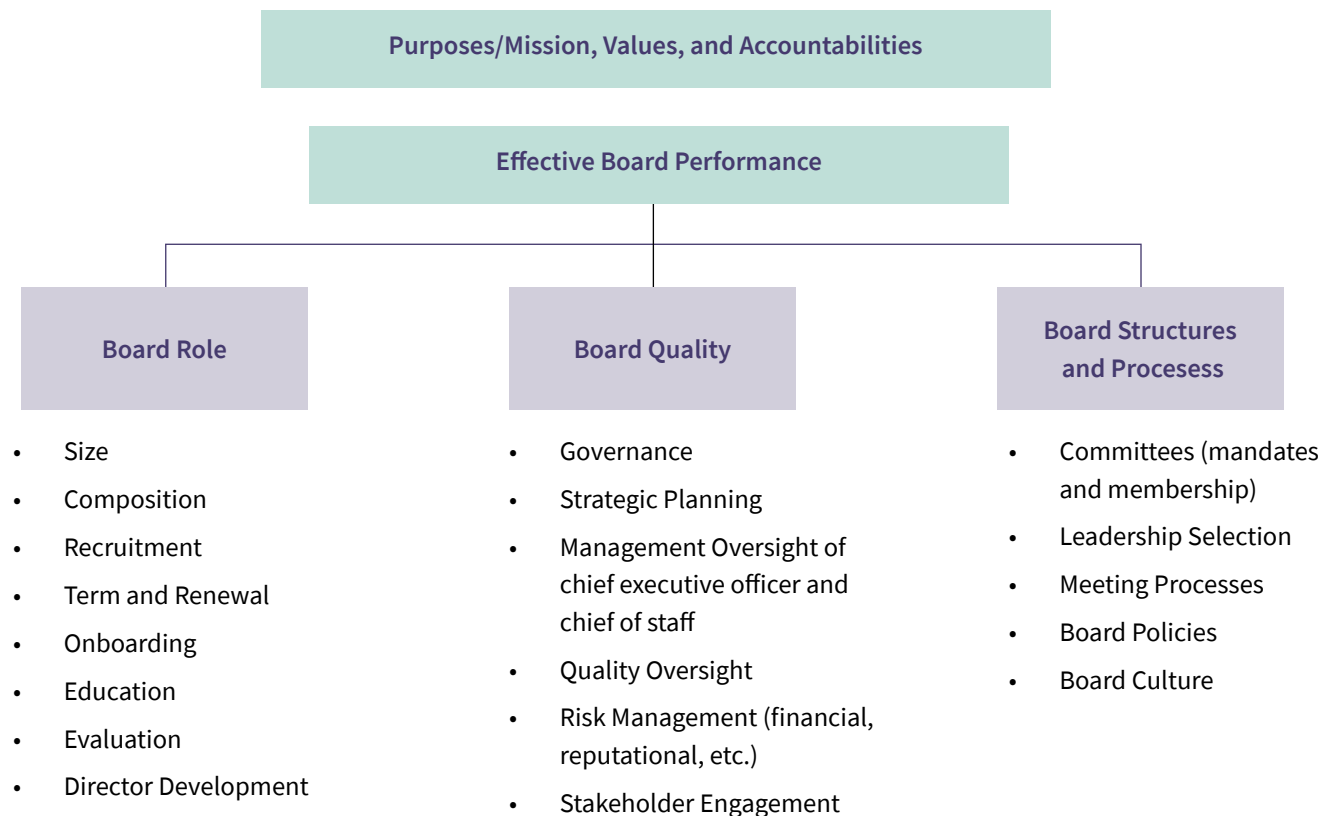 Purposes/Mission, Values, and Accountabilities
Effective Board Performance
Board Role
• Size
• Composition
• Recruitment
• Term and Renewal
• Onboarding
• Education
• Evaluation
• Director Development
Board Quality
• Governance
• Strategic Planning
• Management Oversight of
chief executive officer and
chief of staff
• Quality Oversight
• Risk Management (financial,
reputational, etc.)
• Stakeholder Engagement
Board Structures
and Procesess
• Committees (mandates
and membership)
• Leadership Selection
• Meeting Processes
• Board Policies
• Board Culture